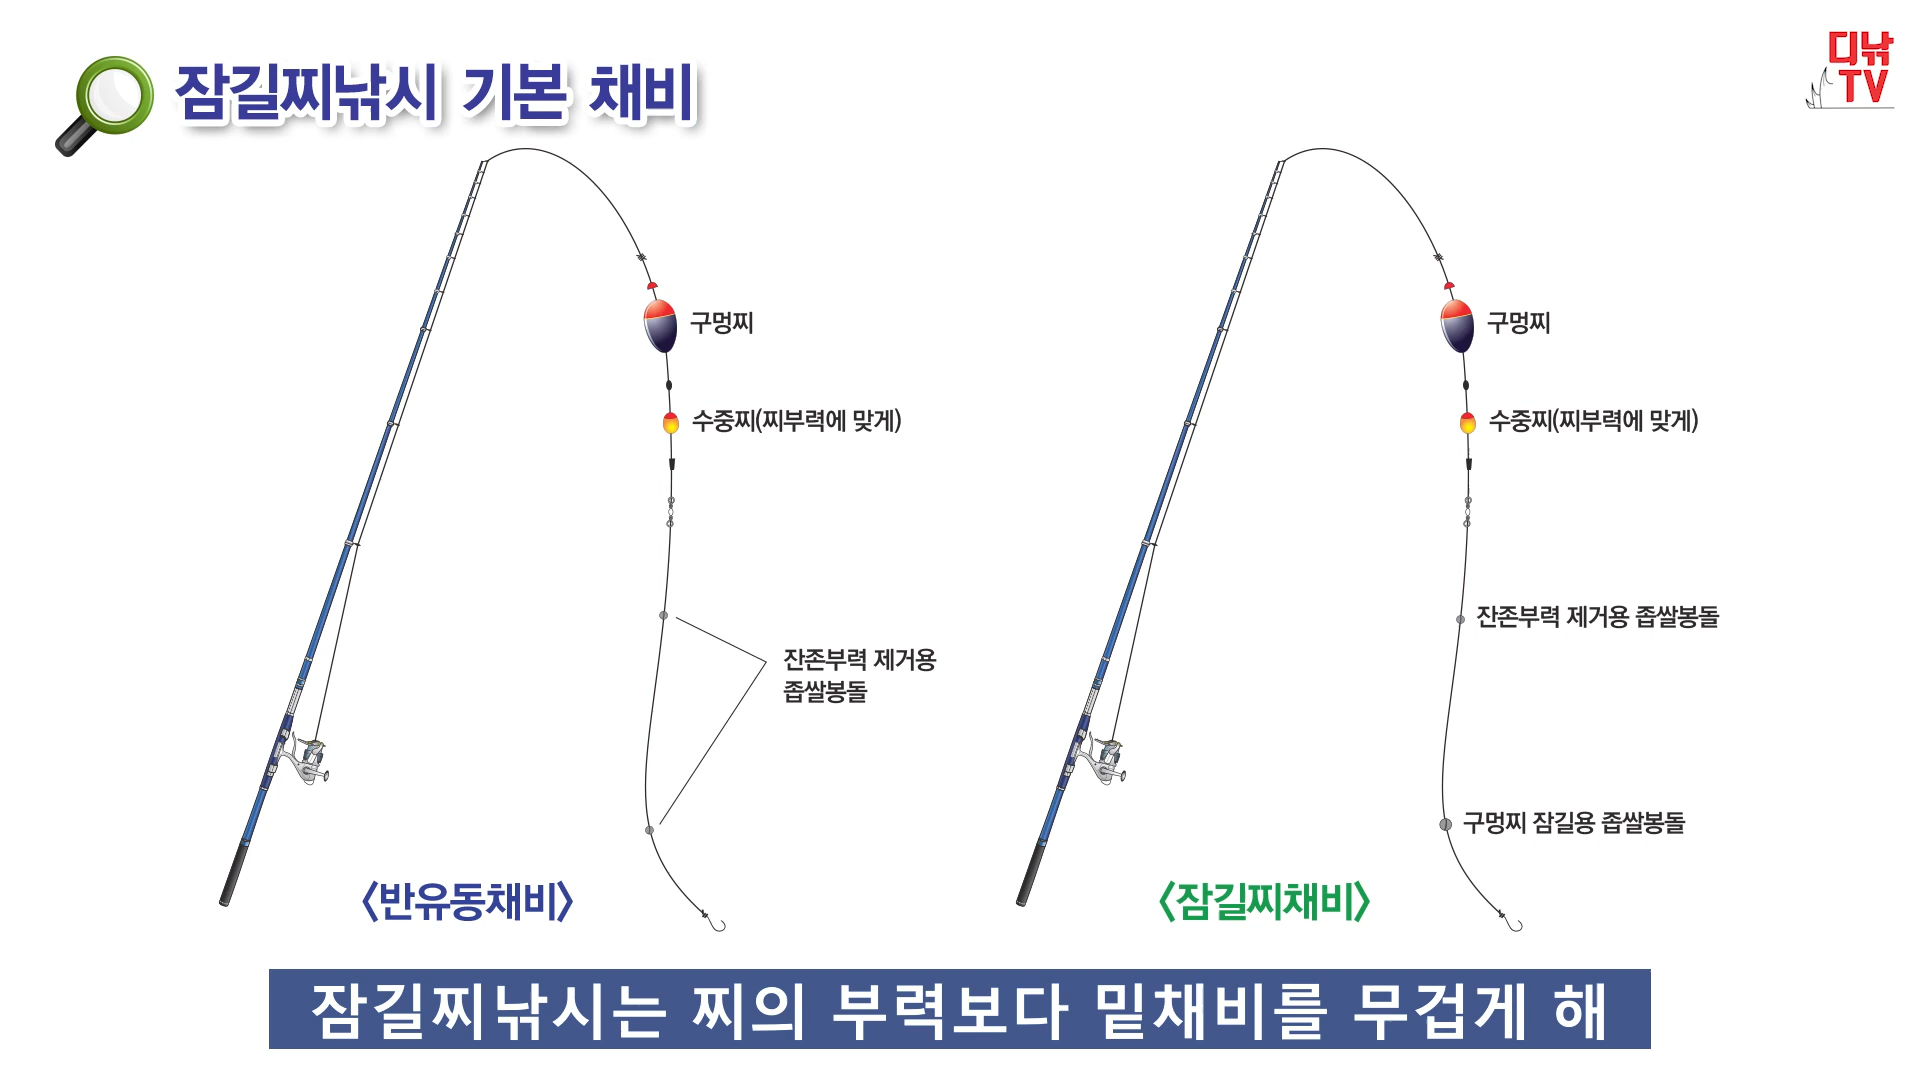 잠길찌낚시 기본 채비
디낚
TV
구멍찌
수중찌(찌부력에 맞게)
잔존부력 제거용
좁쌀봉돌
<반유동채비>
구멍찌
수중찌(찌부력에 맞게)
잔존부력 제거용 좁쌀봉돌
구멍찌 잠길용 좁쌀봉돌
<잠길찌채비>
잠길찌낚시는 찌의 부력보다 밑채비를 무겁게 해